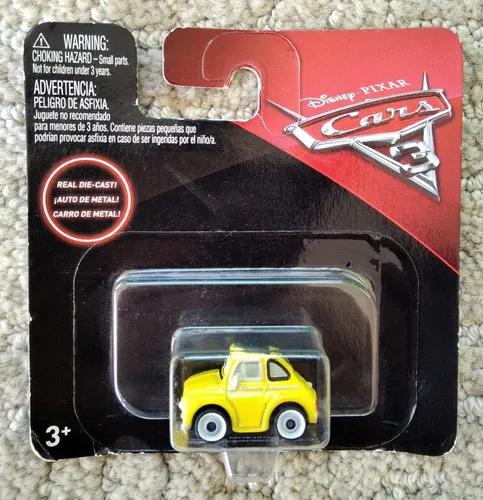 WARNING:
CHOKING HAZARD – Small parts.
Not for children under 3 years.
ADVERTENCIA:
PELIGRO DE ASFIXIA.
Juguete no recomendado
para menores de 3 años. Contiene piezas pequeñas que
podrían provocar asfixia en caso de ser ingeridas por el niño/a.
Disney · PIXAR
Cars
3
REAL DIE-CAST!
¡AUTO DE METAL!
CARRO DE METAL!
3+